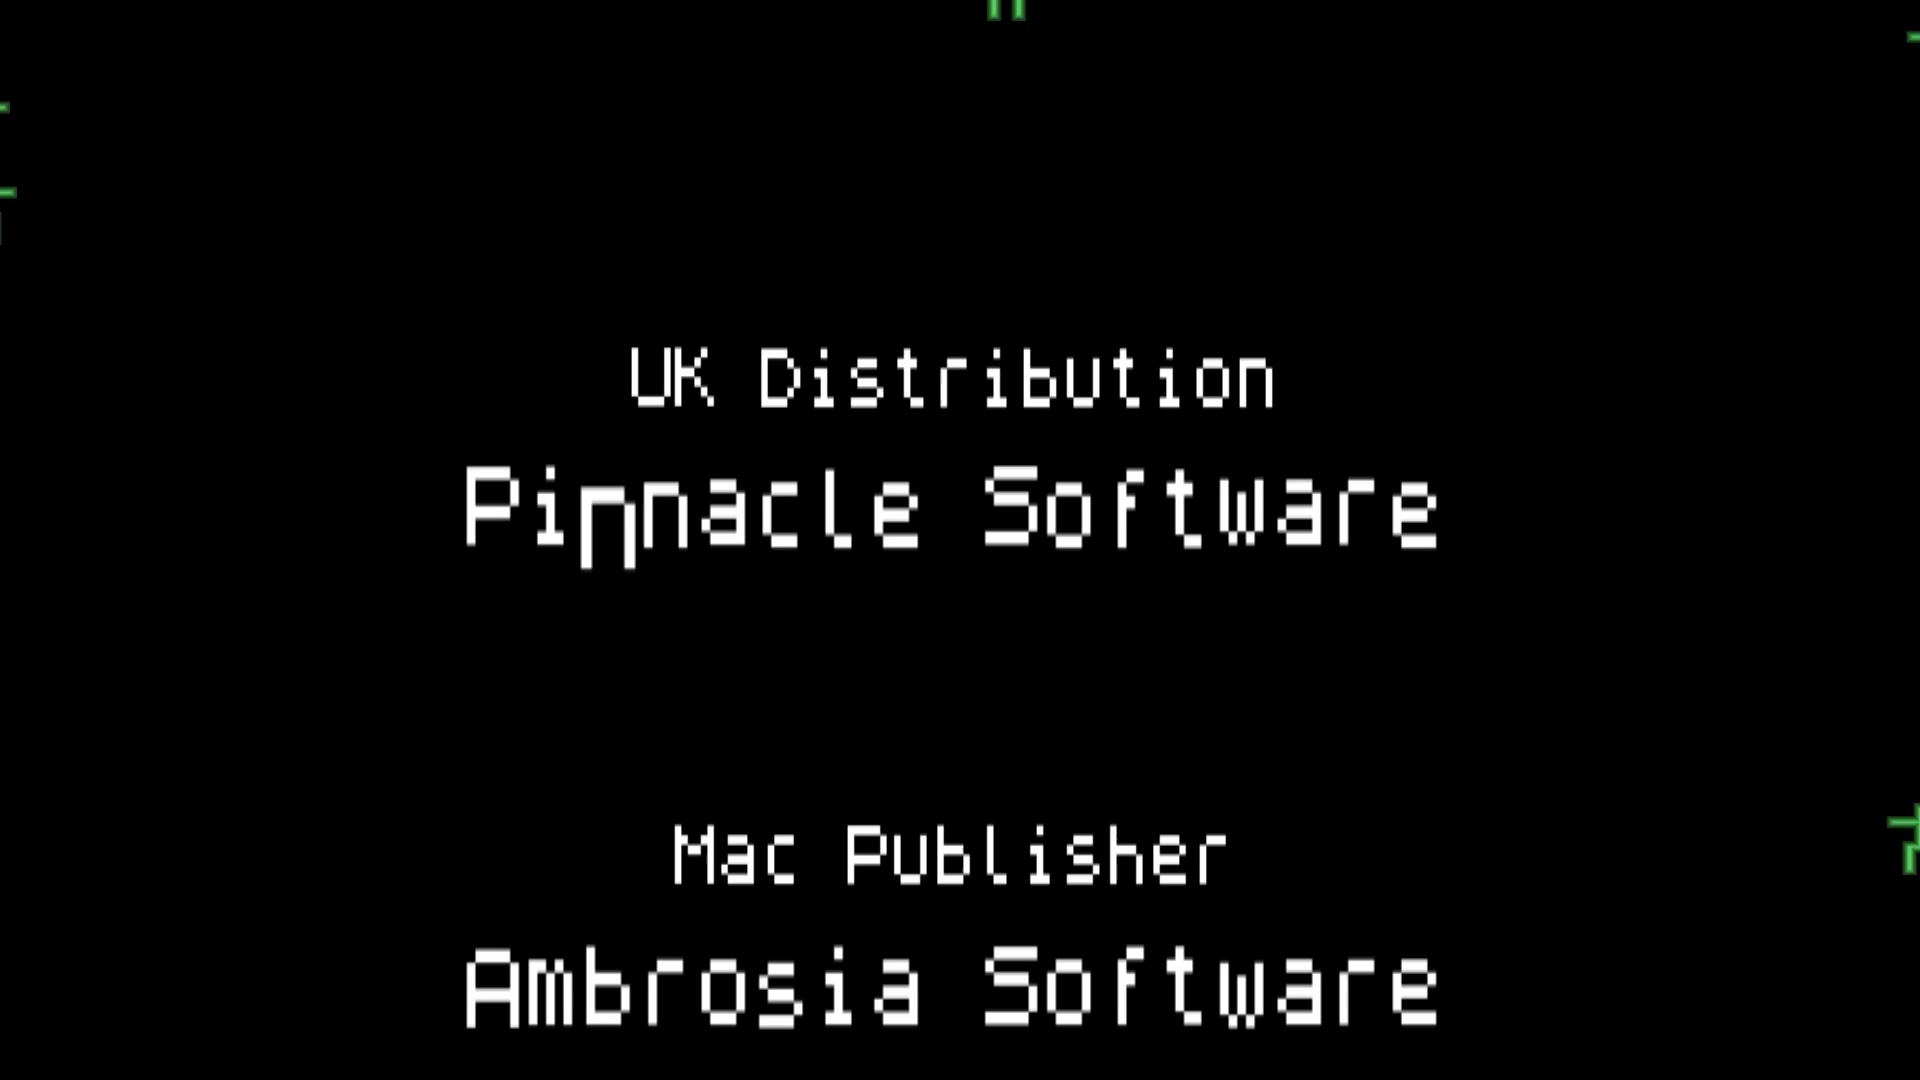 UK Distribution
Pinnacle Software
Mac Publisher
Ambrosia Software